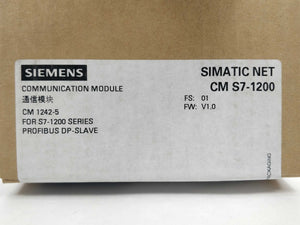 SIEMENS
SIMATIC NET
CM S7-1200
COMMUNICATION MODULE
通信模块
FS: 01
FW: V1.0
CM 1242-5
FOR S7-1200 SERIES
PROFIBUS DP-SLAVE